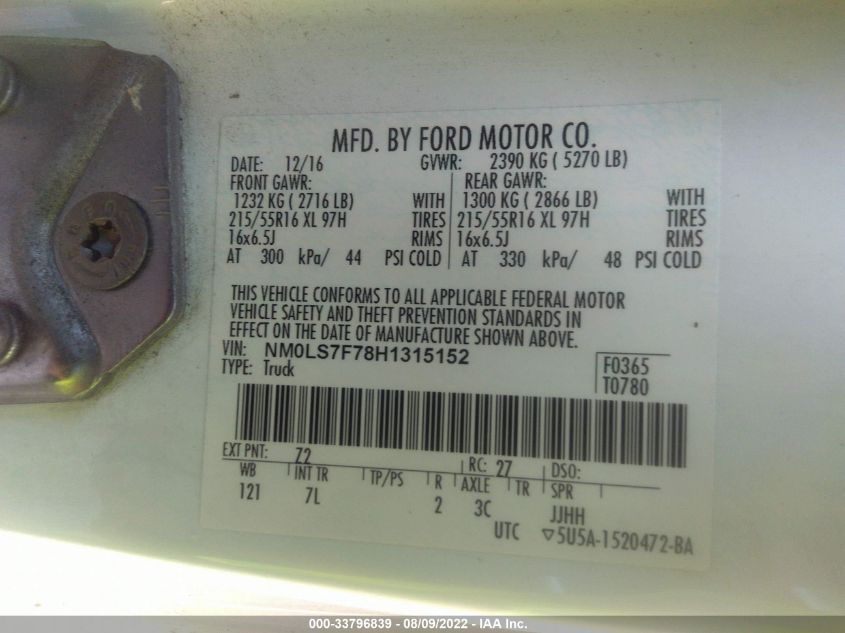 MFD. BY FORD MOTOR CO.
DATE: 12/16 GVWR: 2390 KG ( 5270 LB)
FRONT GAWR: REAR GAWR:
1232 KG ( 2716 LB) WITH 1300 KG ( 2866 LB) WITH
215/55R16 XL 97H TIRES 215/55R16 XL 97H TIRES
16x6.5J RIMS 16x6.5J RIMS
AT 300 kPa/ 44 PSI COLD AT 330 kPa/ 48 PSI COLD
THIS VEHICLE CONFORMS TO ALL APPLICABLE FEDERAL MOTOR
VEHICLE SAFETY AND THEFT PREVENTION STANDARDS IN
EFFECT ON THE DATE OF MANUFACTURE SHOWN ABOVE.
VIN: NM0LS7F78H1315152
TYPE: Truck
F0365
T0780
EXT PNT: Z2 RC: 27 DSO:
WB INT TR TP/PS R AXLE TR SPR
121 7L 2 3C JJHH
UTC ▽5U5A-1520472-BA
000-33796839 - 08/09/2022 - IAA Inc.